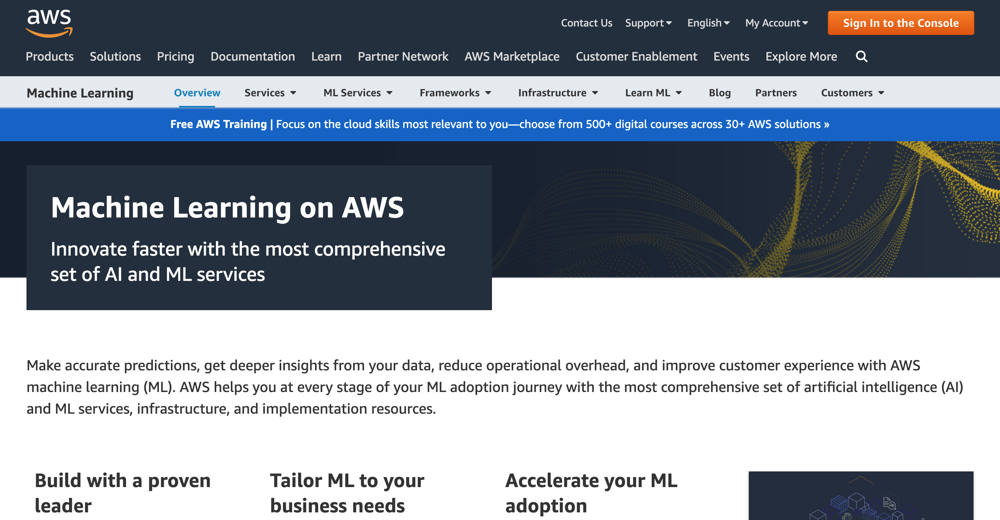 aws
Contact Us Support English My Account Sign In to the Console
Products Solutions Pricing Documentation Learn Partner Network AWS Marketplace Customer Enablement Events Explore More
Machine Learning Overview Services ML Services Frameworks Infrastructure Learn ML Blog Partners Customers
Free AWS Training | Focus on the cloud skills most relevant to you—choose from 500+ digital courses across 30+ AWS solutions »
Machine Learning on AWS
Innovate faster with the most comprehensive
set of AI and ML services
Make accurate predictions, get deeper insights from your data, reduce operational overhead, and improve customer experience with AWS
machine learning (ML). AWS helps you at every stage of your ML adoption journey with the most comprehensive set of artificial intelligence (AI)
and ML services, infrastructure, and implementation resources.
Build with a proven
leader
Tailor ML to your
business needs
Accelerate your ML
adoption